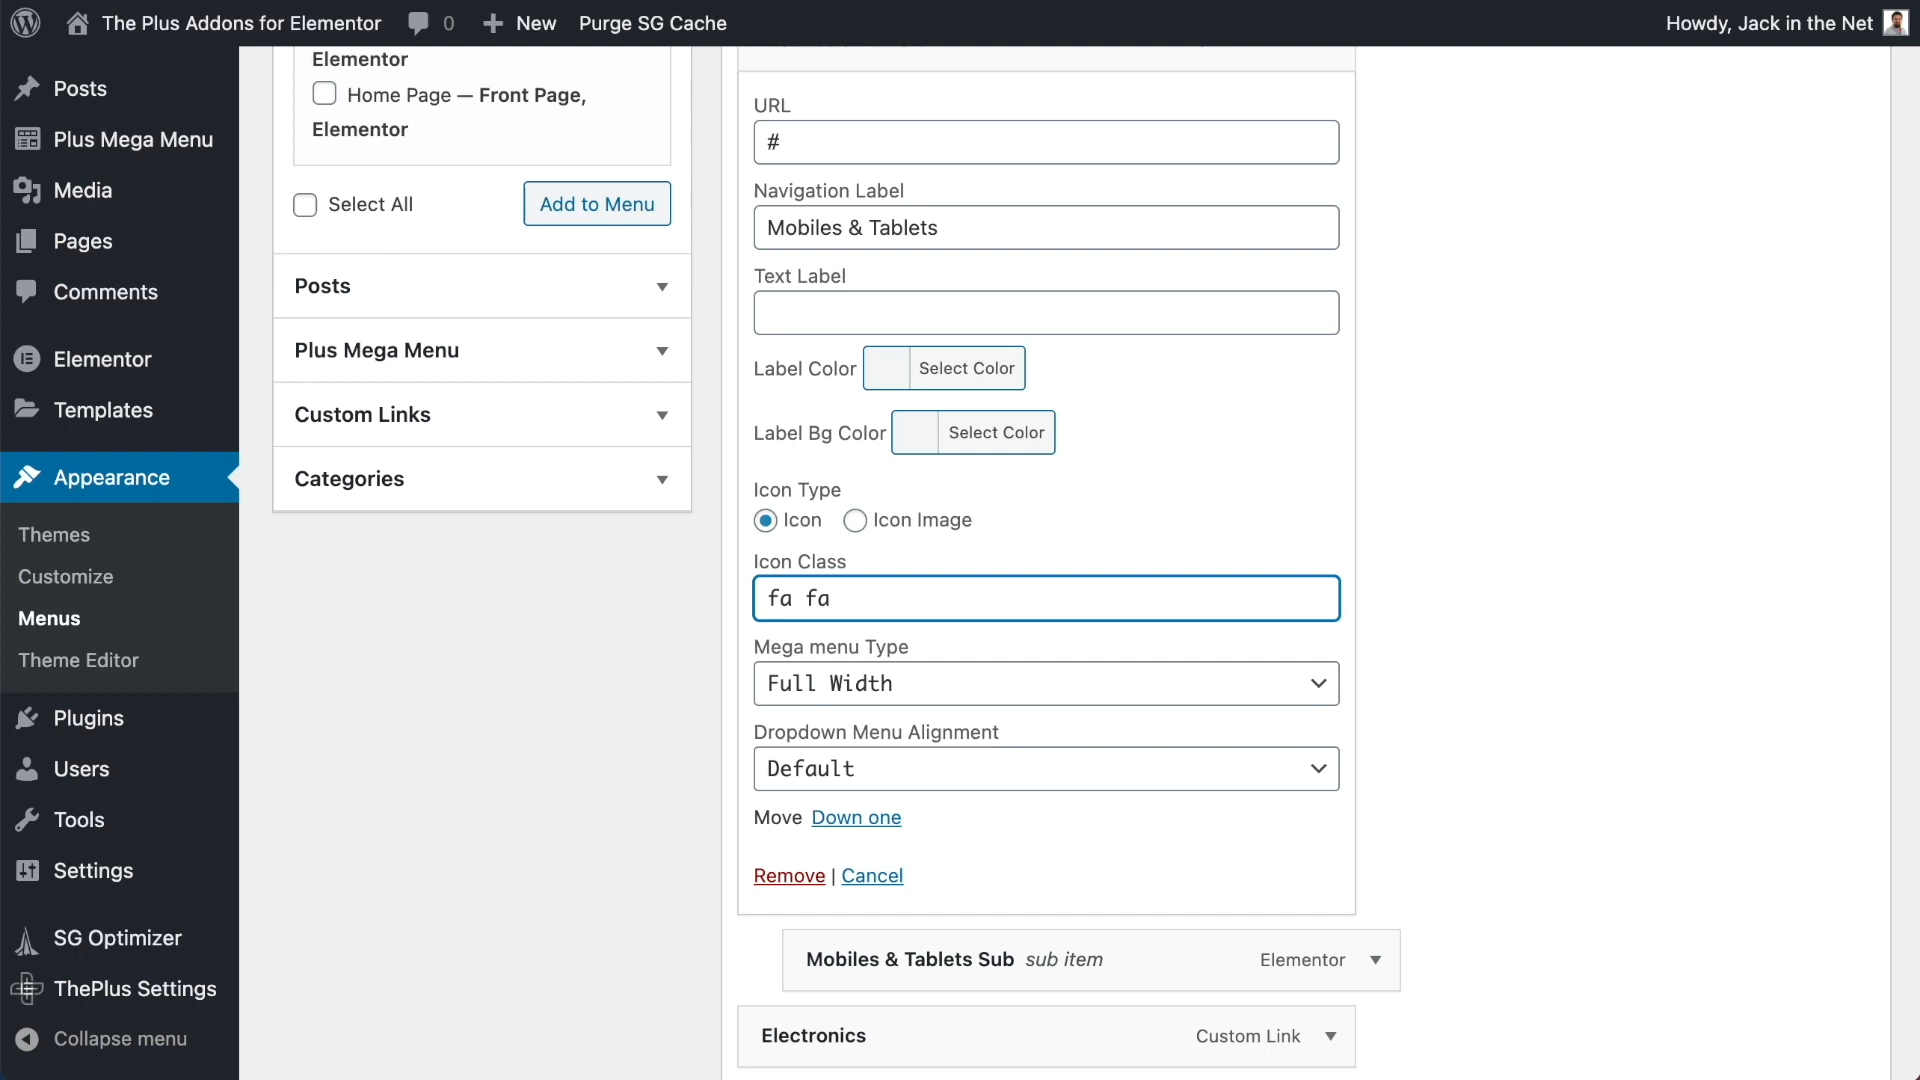 The Plus Addons for Elementor
0
New
Purge SG Cache
Howdy, Jack in the Net
Posts
Plus Mega Menu
Media
Pages
Comments
Elementor
Templates
Appearance
Themes
Customize
Menus
Theme Editor
Plugins
Users
Tools
Settings
SG Optimizer
ThePlus Settings
Collapse menu
Elementor
Home Page — Front Page,
Elementor
Select All
Add to Menu
Posts
Plus Mega Menu
Custom Links
Categories
URL
#
Navigation Label
Mobiles & Tablets
Text Label
Label Color
Select Color
Label Bg Color
Select Color
Icon Type
Icon
Icon Image
Icon Class
fa fa
Mega menu Type
Full Width
Dropdown Menu Alignment
Default
Move Down one
Remove | Cancel
Mobiles & Tablets Sub sub item
Elementor
Electronics
Custom Link